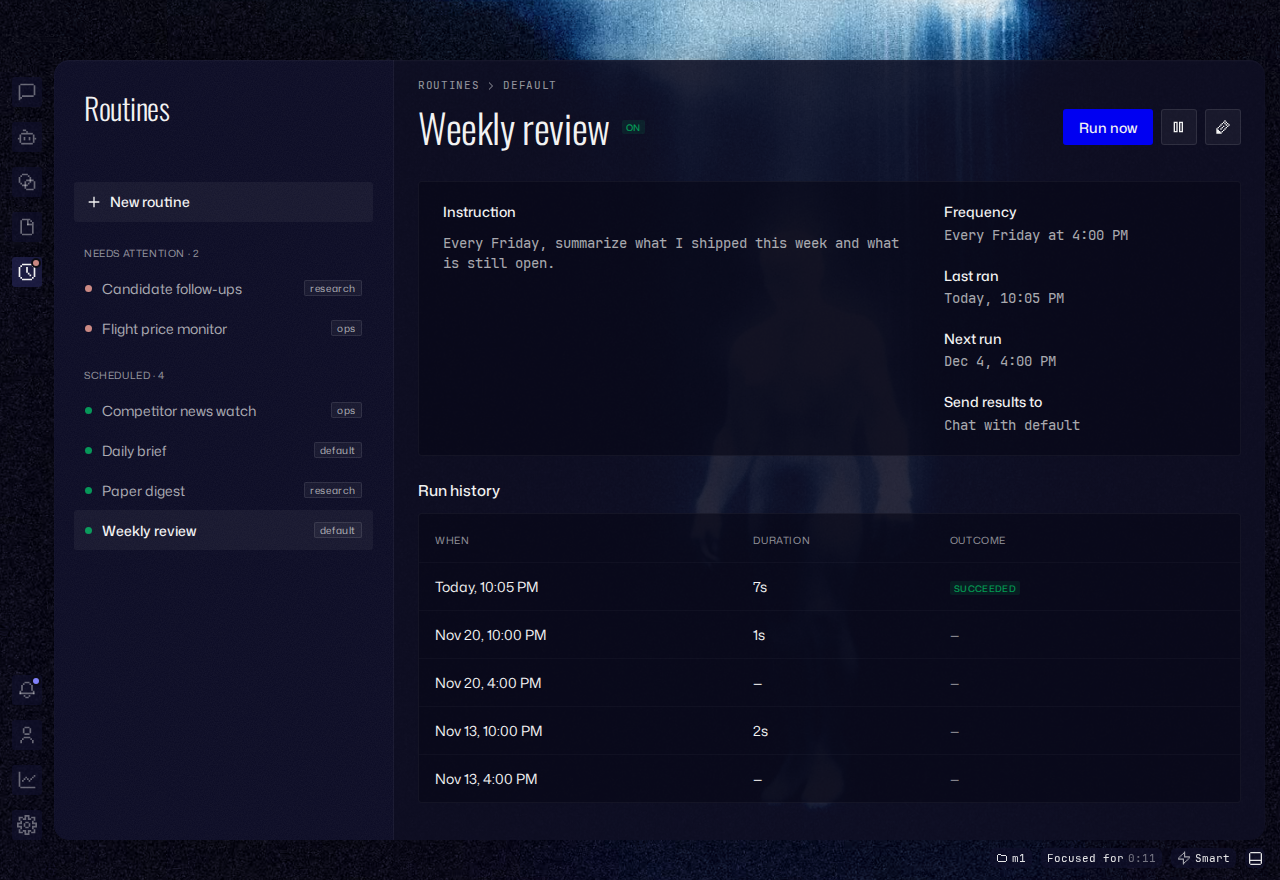 Routines
New routine
NEEDS ATTENTION · 2
Candidate follow-ups
research
Flight price monitor
ops
SCHEDULED · 4
Competitor news watch
ops
Daily brief
default
Paper digest
research
Weekly review
default
ROUTINES > DEFAULT
Weekly review
ON
Run now
Instruction
Every Friday, summarize what I shipped this week and what
is still open.
Frequency
Every Friday at 4:00 PM
Last ran
Today, 10:05 PM
Next run
Dec 4, 4:00 PM
Send results to
Chat with default
Run history
WHEN DURATION OUTCOME
Today, 10:05 PM 7s SUCCEEDED
Nov 20, 10:00 PM 1s –
Nov 20, 4:00 PM – –
Nov 13, 10:00 PM 2s –
Nov 13, 4:00 PM – –
m1 Focused for 0:11 Smart